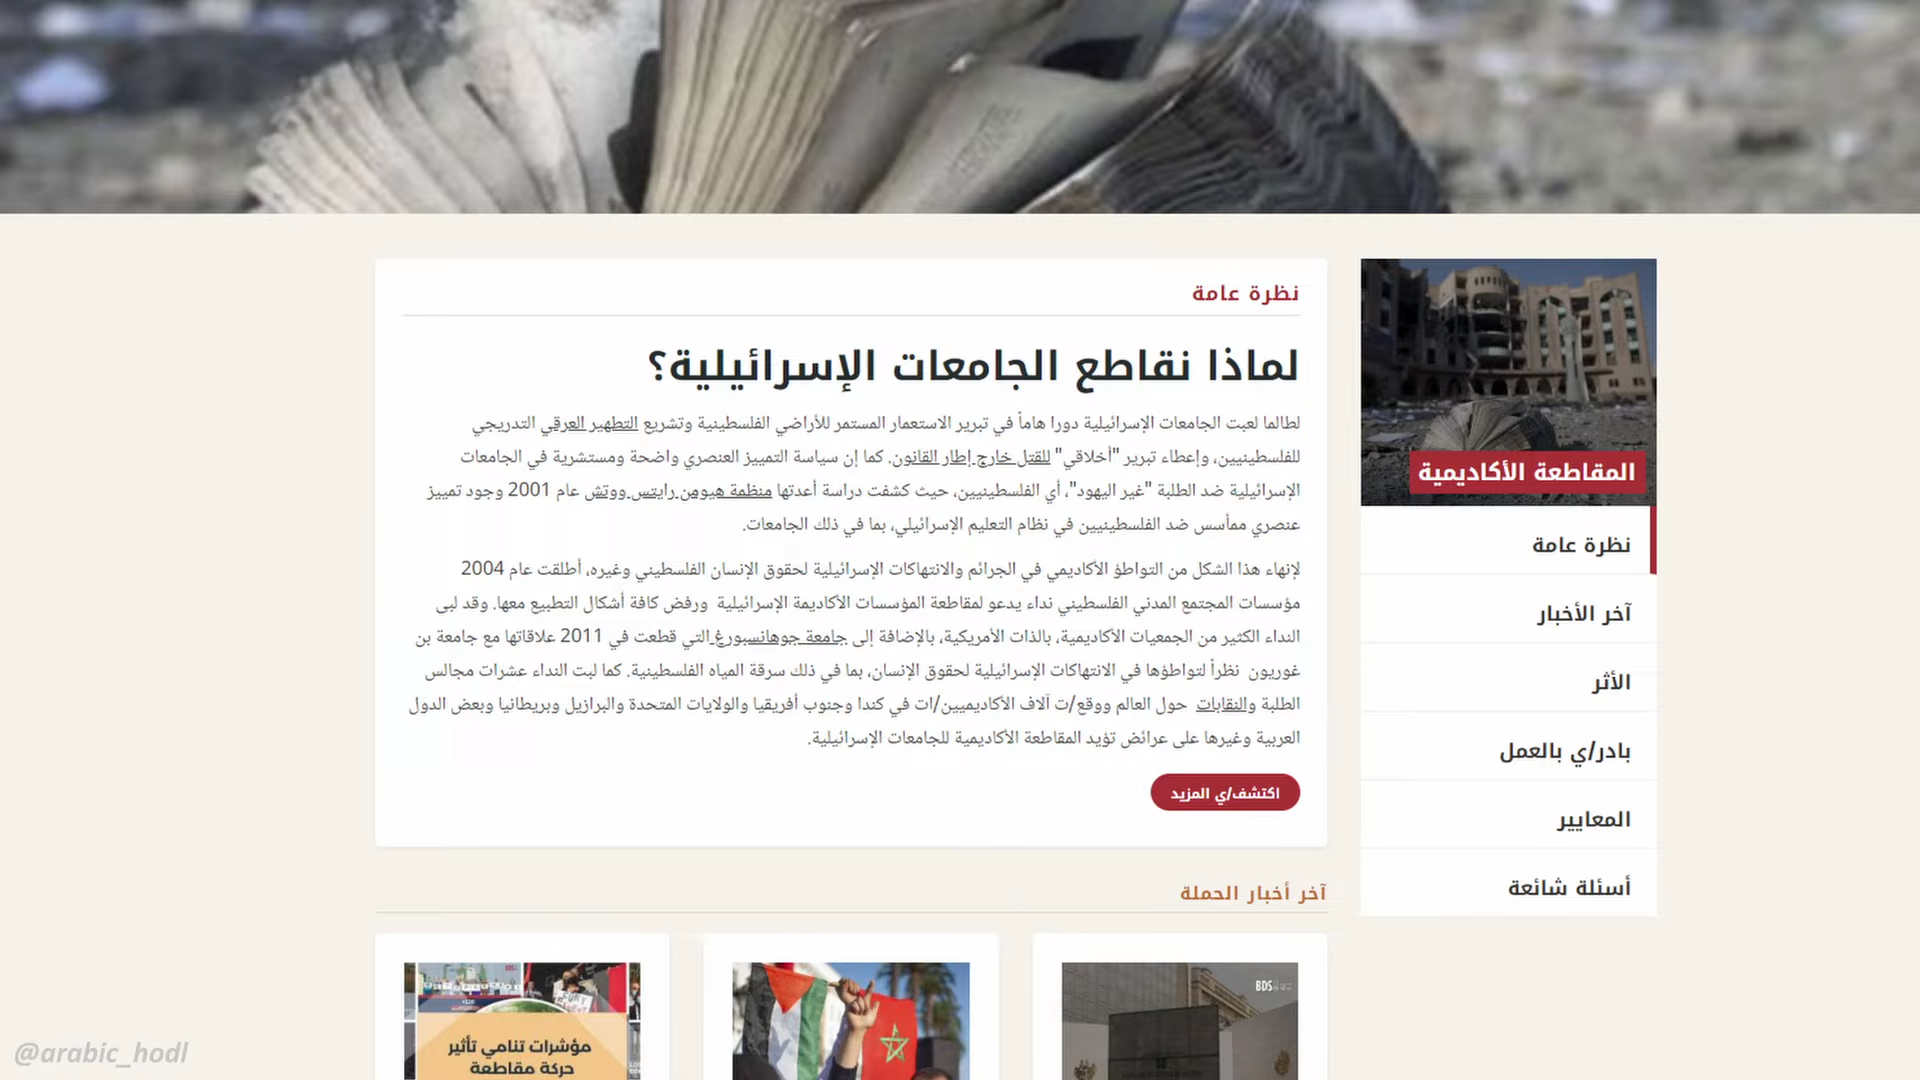 نظرة عامة
لماذا نقاطع الجامعات الإسرائيلية؟
لطالما لعبت الجامعات الإسرائيلية دورا هاماً في تبرير الاستعمار المستمر للأراضي الفلسطينية وتشريع التطهير العرقي التدريجي
للفلسطينيين، وإعطاء تبرير "أخلاقي" للقتل خارج إطار القانون. كما إن سياسة التمييز العنصري واضحة ومستشرية في الجامعات
الإسرائيلية ضد الطلبة "غير اليهود"، أي الفلسطينيين، حيث كشفت دراسة أعدتها منظمة هيومن رايتس ووتش عام 2001 وجود تمييز
عنصري ممأسس ضد الفلسطينيين في نظام التعليم الإسرائيلي، بما في ذلك الجامعات.
لإنهاء هذا الشكل من التواطؤ الأكاديمي في الجرائم والانتهاكات الإسرائيلية لحقوق الإنسان الفلسطيني وغيره، أطلقت عام 2004
مؤسسات المجتمع المدني الفلسطيني نداء يدعو لمقاطعة المؤسسات الأكاديمة الإسرائيلية ورفض كافة أشكال التطبيع معها. وقد لبى
النداء الكثير من الجمعيات الأكاديمية، بالذات الأمريكية، بالإضافة إلى جامعة جوهانسبورغ التي قطعت في 2011 علاقاتها مع جامعة بن
غوريون نظراً لتواطؤها في الانتهاكات الإسرائيلية لحقوق الإنسان، بما في ذلك سرقة المياه الفلسطينية. كما لبت النداء عشرات مجالس
الطلبة والنقابات حول العالم ووقع/ت آلاف الأكاديميين/ات في كندا وجنوب أفريقيا والولايات المتحدة والبرازيل وبريطانيا وبعض الدول
العربية وغيرها على عرائض تؤيد المقاطعة الأكاديمية للجامعات الإسرائيلية.
اكتشف/ي المزيد
المقاطعة الأكاديمية
نظرة عامة
آخر الأخبار
الأثر
بادر/ي بالعمل
المعايير
أسئلة شائعة
آخر أخبار الحملة
BDS
مؤشرات تنامي تأثير
حركة مقاطعة
@arabic_hodl